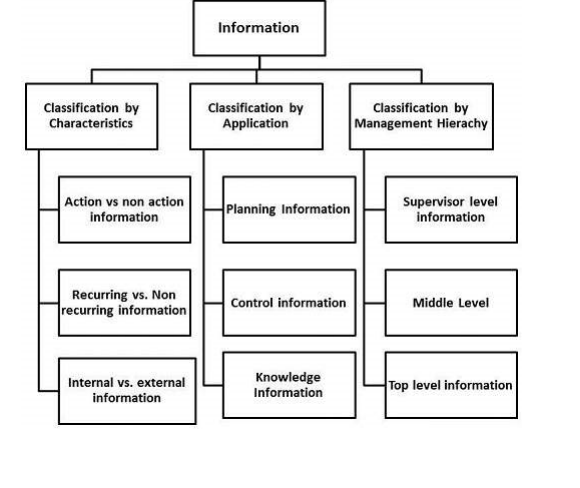 Information
Classification by
Characteristics
Classification by
Application
Classification by
Management Hierachy
Action vs non action
information
Planning Information
Supervisor level
information
Recurring vs. Non
recurring information
Control information
Middle Level
Internal vs. external
information
Knowledge
Information
Top level information